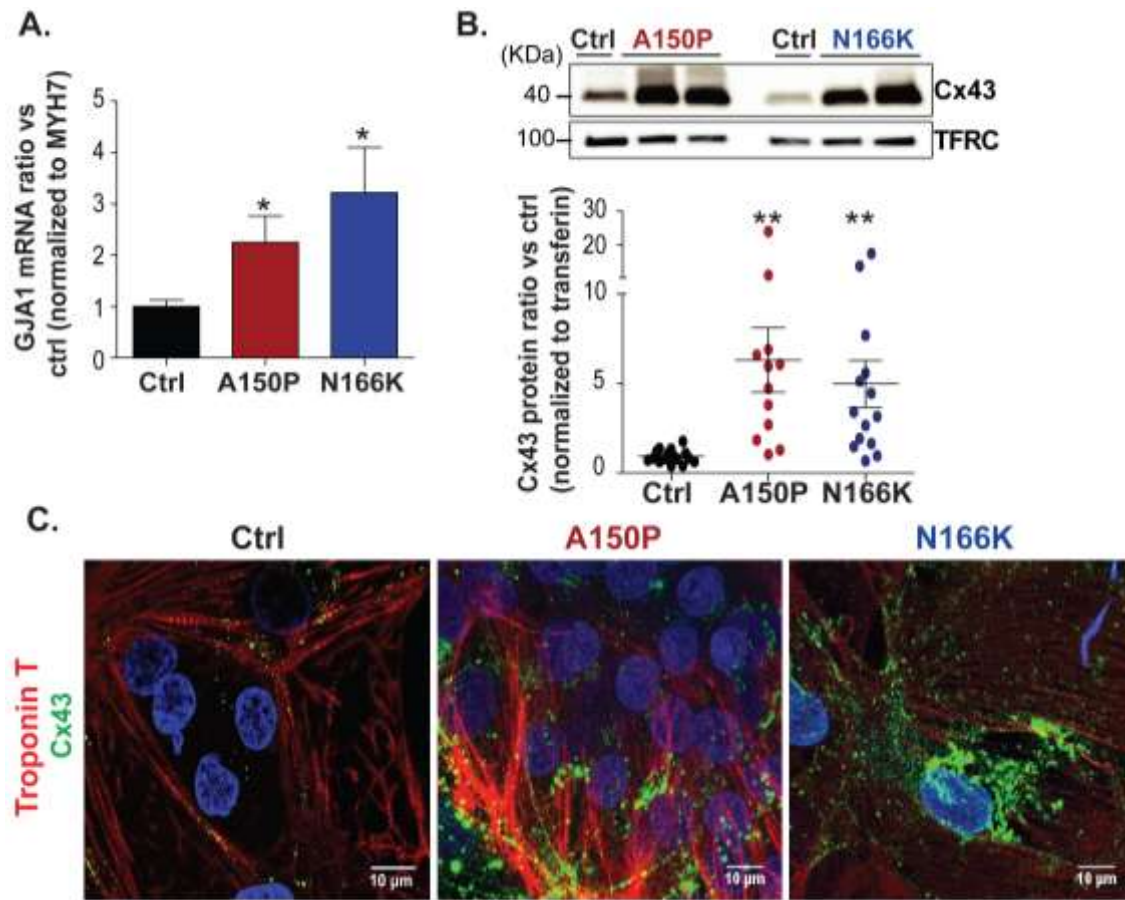 A.
GJA1 mRNA ratio vs
ctrl (normalized to MYH7)
5
4
3
2
1
0
*
*
Ctrl
A150P
N166K
B.
(KDa)
Ctrl
A150P
Ctrl
N166K
40
Cx43
100
TFRC
Cx43 protein ratio vs ctrl
(normalized to transferin)
30
20
10
5
0
**
**
Ctrl
A150P
N166K
C.
Ctrl
A150P
N166K
Troponin T
Cx43
10 µm
10 µm
10 µm